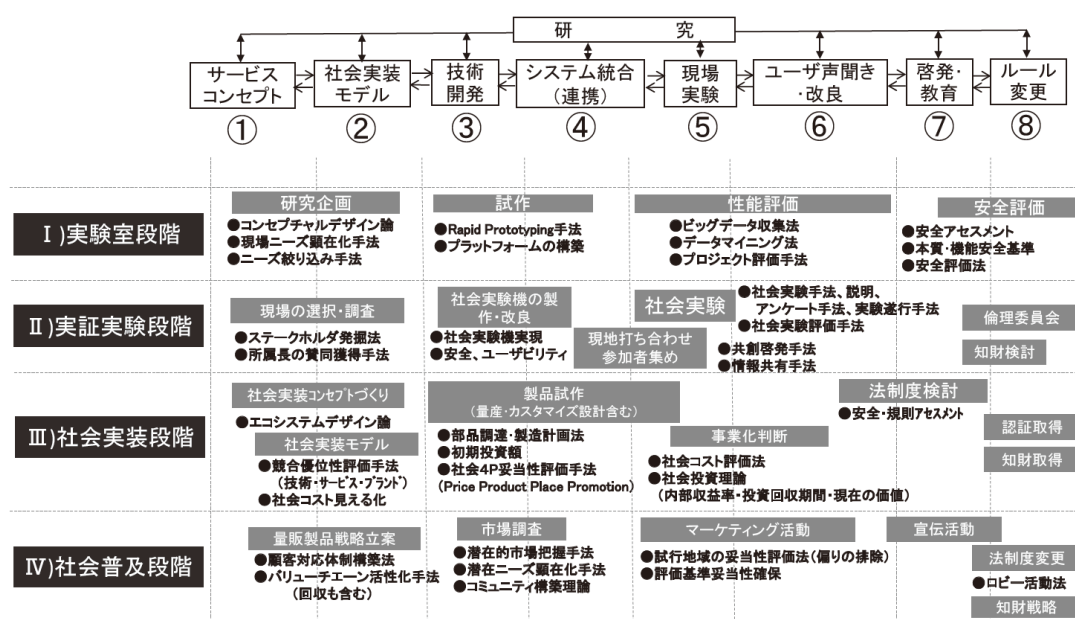 研究
サービス
コンセプト
社会実装
モデル
技術
開発
システム統合
（連携）
現場
実験
ユーザ声聞き
・改良
啓発・
教育
ルール
変更
①
②
③
④
⑤
⑥
⑦
⑧
Ⅰ)実験室段階
研究企画
●コンセプチャルデザイン論
●現場ニーズ顕在化手法
●ニーズ絞り込み手法
試作
●Rapid Prototyping手法
●プラットフォームの構築
性能評価
●ビッグデータ収集法
●データマイニング法
●プロジェクト評価手法
安全評価
●安全アセスメント
●本質・機能安全基準
●安全評価法
Ⅱ)実証実験段階
現場の選択・調査
●ステークホルダ発掘法
●所属長の賛同獲得手法
社会実験機の製
作・改良
●社会実験機実現
●安全、ユーザビリティ
現地打ち合わせ
参加者集め
社会実験
●社会実験手法、説明、
アンケート手法、実験遂行手法
●社会実験評価手法
●共創啓発手法
●情報共有手法
倫理委員会
知財検討
Ⅲ)社会実装段階
社会実装コンセプトづくり
●エコシステムデザイン論
社会実装モデル
●競合優位性評価手法
（技術・サービス・ブランド）
●社会コスト見える化
製品試作
（量産・カスタマイズ設計含む）
●部品調達・製造計画法
●初期投資額
●社会4P妥当性評価手法
(Price Product Place Promotion)
事業化判断
●社会コスト評価法
●社会投資理論
（内部収益率・投資回収期間・現在の価値）
法制度検討
●安全・規則アセスメント
認証取得
知財取得
Ⅳ)社会普及段階
量販製品戦略立案
●顧客対応体制構築法
●バリューチェーン活性化手法
（回収も含む）
市場調査
●潜在的市場把握手法
●潜在ニーズ顕在化手法
●コミュニティ構築理論
マーケティング活動
●試行地域の妥当性評価法（偏りの排除）
●評価基準妥当性確保
宣伝活動
法制度変更
●ロビー活動法
知財戦略